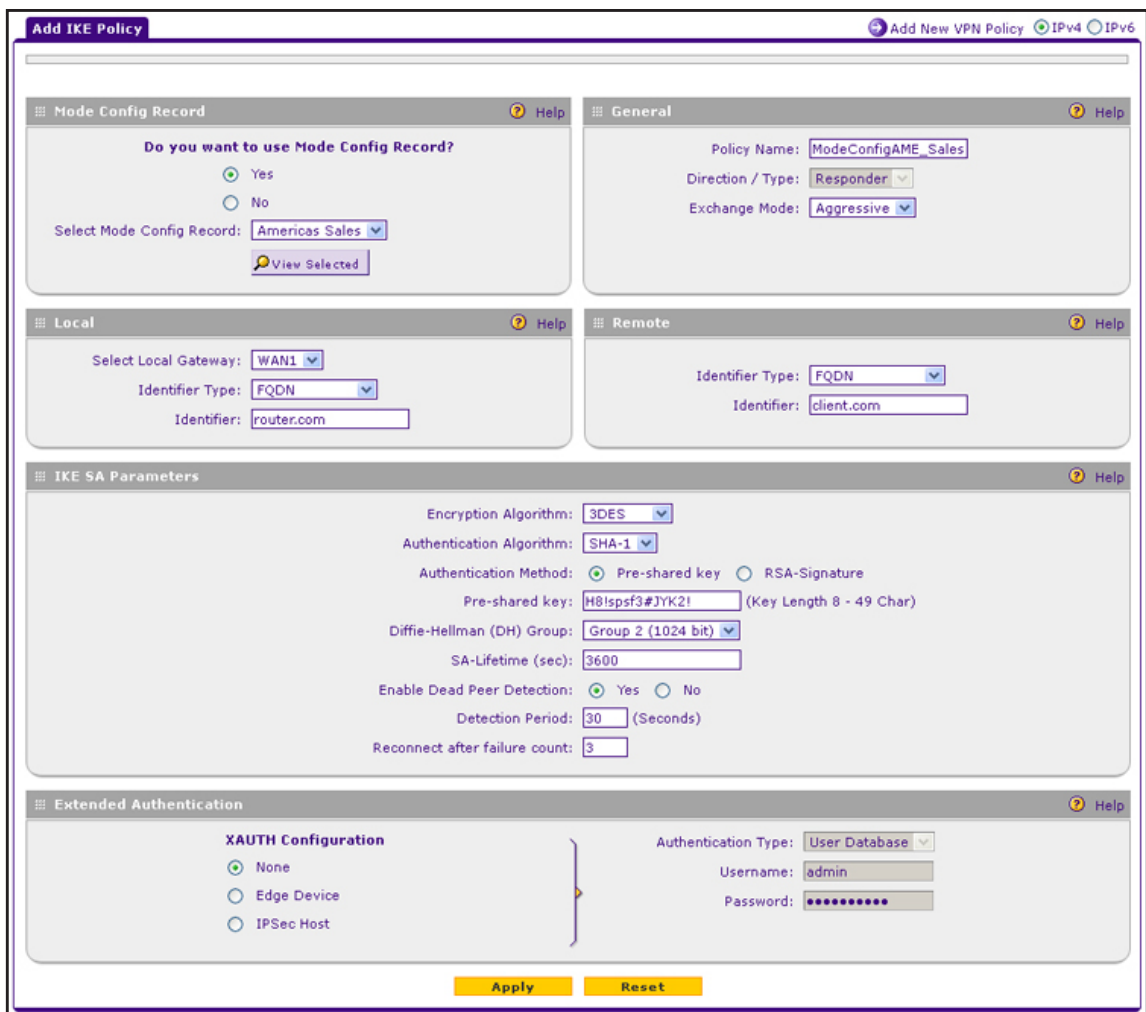 Add IKE Policy
Add New VPN Policy IPv4 IPv6
Mode Config Record Help
Do you want to use Mode Config Record?
Yes
No
Select Mode Config Record: Americas Sales
View Selected
General Help
Policy Name: ModeConfigAME_Sales
Direction / Type: Responder
Exchange Mode: Aggressive
Local Help
Select Local Gateway: WAN1
Identifier Type: FQDN
Identifier: router.com
Remote Help
Identifier Type: FQDN
Identifier: client.com
IKE SA Parameters Help
Encryption Algorithm: 3DES
Authentication Algorithm: SHA-1
Authentication Method: Pre-shared key RSA-Signature
Pre-shared key: H8!spsf3#JYK2! (Key Length 8 - 49 Char)
Diffie-Hellman (DH) Group: Group 2 (1024 bit)
SA-Lifetime (sec): 3600
Enable Dead Peer Detection: Yes No
Detection Period: 30 (Seconds)
Reconnect after failure count: 3
Extended Authentication Help
XAUTH Configuration
None
Edge Device
IPSec Host
Authentication Type: User Database
Username: admin
Password: ●●●●●●●●●●
Apply Reset